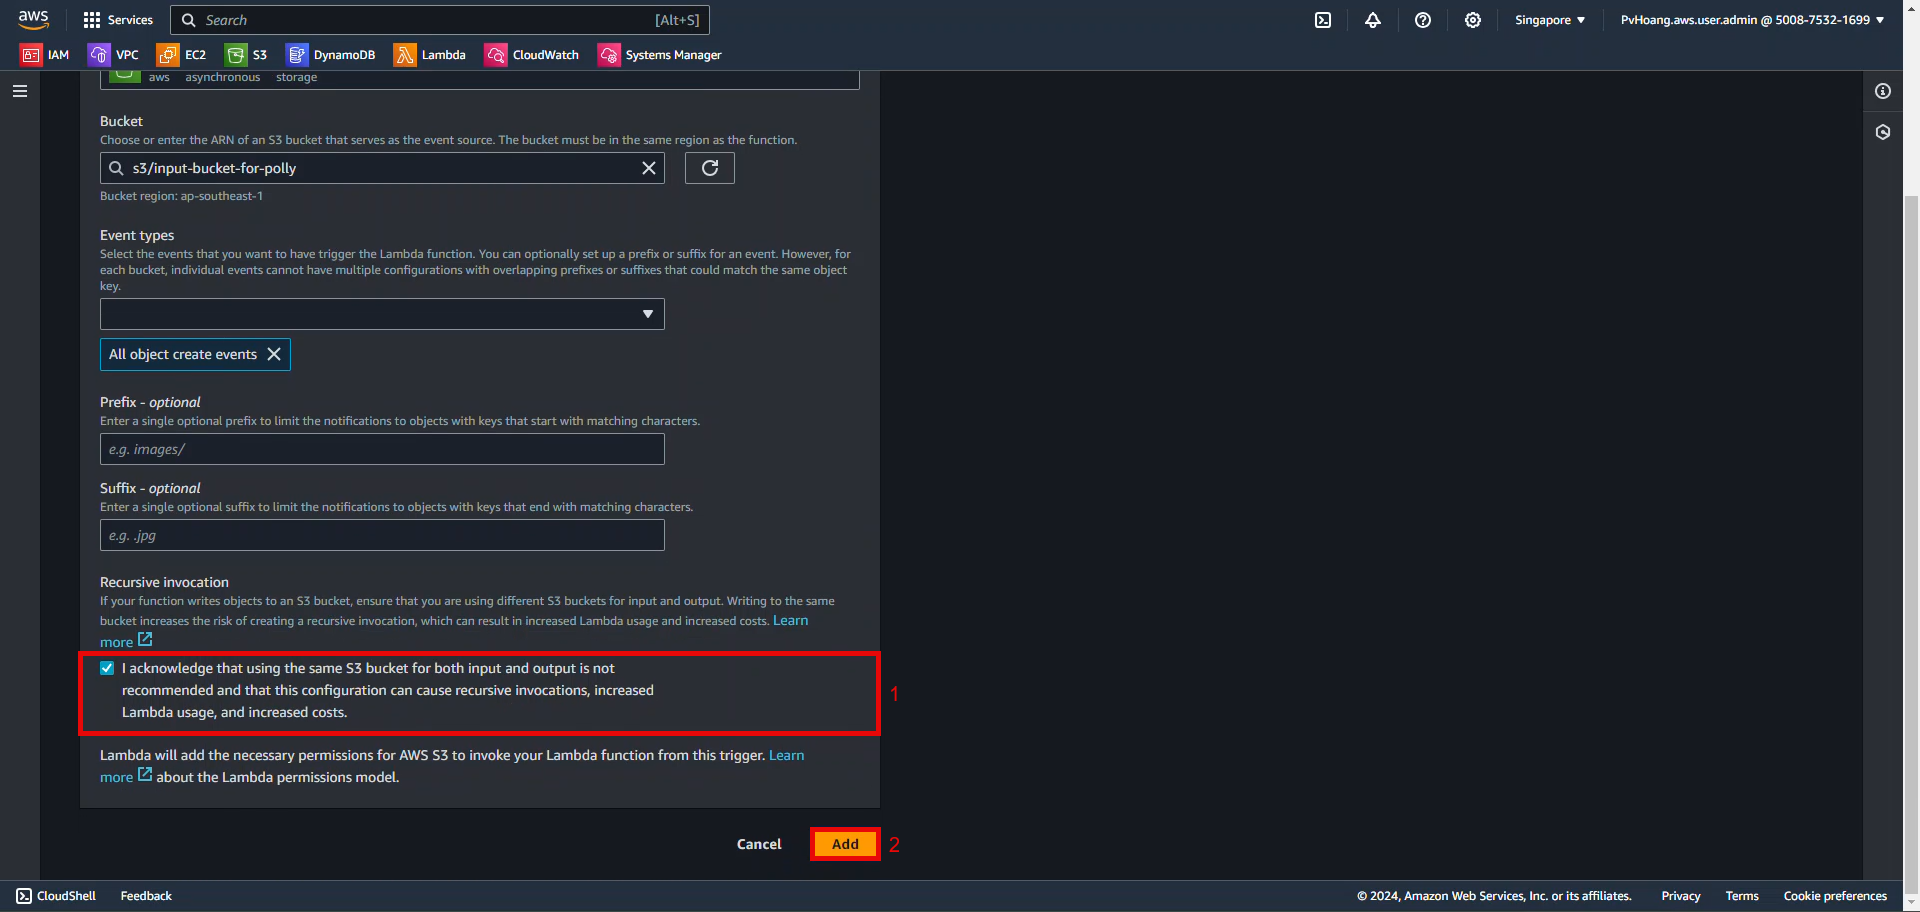 aws Services Search [Alt+S] Singapore PvHoang.aws.user.admin @ 5008-7532-1699
IAM VPC EC2 S3 DynamoDB Lambda CloudWatch Systems Manager
aws asynchronous storage
Bucket
Choose or enter the ARN of an S3 bucket that serves as the event source. The bucket must be in the same region as the function.
s3/input-bucket-for-polly
Bucket region: ap-southeast-1
Event types
Select the events that you want to have trigger the Lambda function. You can optionally set up a prefix or suffix for an event. However, for
each bucket, individual events cannot have multiple configurations with overlapping prefixes or suffixes that could match the same object
key.
All object create events
Prefix - optional
Enter a single optional prefix to limit the notifications to objects with keys that start with matching characters.
e.g. images/
Suffix - optional
Enter a single optional suffix to limit the notifications to objects with keys that end with matching characters.
e.g. .jpg
Recursive invocation
If your function writes objects to an S3 bucket, ensure that you are using different S3 buckets for input and output. Writing to the same
bucket increases the risk of creating a recursive invocation, which can result in increased Lambda usage and increased costs. Learn
more
I acknowledge that using the same S3 bucket for both input and output is not
recommended and that this configuration can cause recursive invocations, increased
Lambda usage, and increased costs.
1
Lambda will add the necessary permissions for AWS S3 to invoke your Lambda function from this trigger. Learn
more about the Lambda permissions model.
Cancel Add 2
CloudShell Feedback © 2024, Amazon Web Services, Inc. or its affiliates. Privacy Terms Cookie preferences